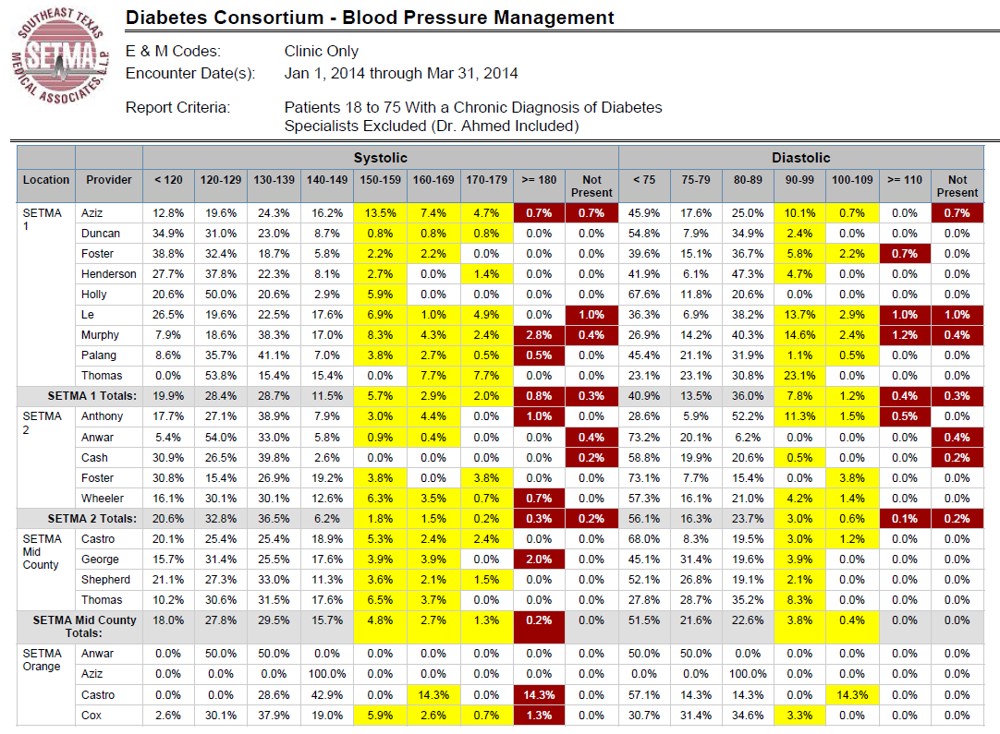 SOUTHEAST TEXAS
SETMA
MEDICAL ASSOCIATES, L.L.P.
Diabetes Consortium - Blood Pressure Management
E & M Codes: Clinic Only
Encounter Date(s): Jan 1, 2014 through Mar 31, 2014
Report Criteria: Patients 18 to 75 With a Chronic Diagnosis of Diabetes
Specialists Excluded (Dr. Ahmed Included)
Systolic Diastolic
Location Provider < 120 120-129 130-139 140-149 150-159 160-169 170-179 >= 180 Not Present < 75 75-79 80-89 90-99 100-109 >= 110 Not Present
SETMA 1 Aziz 12.8% 19.6% 24.3% 16.2% 13.5% 7.4% 4.7% 0.7% 0.7% 45.9% 17.6% 25.0% 10.1% 0.7% 0.0% 0.7%
Duncan 34.9% 31.0% 23.0% 8.7% 0.8% 0.8% 0.8% 0.0% 0.0% 54.8% 7.9% 34.9% 2.4% 0.0% 0.0% 0.0%
Foster 38.8% 32.4% 18.7% 5.8% 2.2% 2.2% 0.0% 0.0% 0.0% 39.6% 15.1% 36.7% 5.8% 2.2% 0.7% 0.0%
Henderson 27.7% 37.8% 22.3% 8.1% 2.7% 0.0% 1.4% 0.0% 0.0% 41.9% 6.1% 47.3% 4.7% 0.0% 0.0% 0.0%
Holly 20.6% 50.0% 20.6% 2.9% 5.9% 0.0% 0.0% 0.0% 0.0% 67.6% 11.8% 20.6% 0.0% 0.0% 0.0% 0.0%
Le 26.5% 19.6% 22.5% 17.6% 6.9% 1.0% 4.9% 0.0% 1.0% 36.3% 6.9% 38.2% 13.7% 2.9% 1.0% 1.0%
Murphy 7.9% 18.6% 38.3% 17.0% 8.3% 4.3% 2.4% 2.8% 0.4% 26.9% 14.2% 40.3% 14.6% 2.4% 1.2% 0.4%
Palang 8.6% 35.7% 41.1% 7.0% 3.8% 2.7% 0.5% 0.5% 0.0% 45.4% 21.1% 31.9% 1.1% 0.5% 0.0% 0.0%
Thomas 0.0% 53.8% 15.4% 15.4% 0.0% 7.7% 7.7% 0.0% 0.0% 23.1% 23.1% 30.8% 23.1% 0.0% 0.0% 0.0%
SETMA 1 Totals: 19.9% 28.4% 28.7% 11.5% 5.7% 2.9% 2.0% 0.8% 0.3% 40.9% 13.5% 36.0% 7.8% 1.2% 0.4% 0.3%
SETMA 2 Anthony 17.7% 27.1% 38.9% 7.9% 3.0% 4.4% 0.0% 1.0% 0.0% 28.6% 5.9% 52.2% 11.3% 1.5% 0.5% 0.0%
Anwar 5.4% 54.0% 33.0% 5.8% 0.9% 0.4% 0.0% 0.0% 0.4% 73.2% 20.1% 6.2% 0.0% 0.0% 0.0% 0.4%
Cash 30.9% 26.5% 39.8% 2.6% 0.0% 0.0% 0.0% 0.0% 0.2% 58.8% 19.9% 20.6% 0.5% 0.0% 0.0% 0.2%
Foster 30.8% 15.4% 26.9% 19.2% 3.8% 0.0% 3.8% 0.0% 0.0% 73.1% 7.7% 15.4% 0.0% 3.8% 0.0% 0.0%
Wheeler 16.1% 30.1% 30.1% 12.6% 6.3% 3.5% 0.7% 0.7% 0.0% 57.3% 16.1% 21.0% 4.2% 1.4% 0.0% 0.0%
SETMA 2 Totals: 20.6% 32.8% 36.5% 6.2% 1.8% 1.5% 0.2% 0.3% 0.2% 56.1% 16.3% 23.7% 3.0% 0.6% 0.1% 0.2%
SETMA Mid County Castro 20.1% 25.4% 25.4% 18.9% 5.3% 2.4% 2.4% 0.0% 0.0% 68.0% 8.3% 19.5% 3.0% 1.2% 0.0% 0.0%
George 15.7% 31.4% 25.5% 17.6% 3.9% 3.9% 0.0% 2.0% 0.0% 45.1% 31.4% 19.6% 3.9% 0.0% 0.0% 0.0%
Shepherd 21.1% 27.3% 33.0% 11.3% 3.6% 2.1% 1.5% 0.0% 0.0% 52.1% 26.8% 19.1% 2.1% 0.0% 0.0% 0.0%
Thomas 10.2% 30.6% 31.5% 17.6% 6.5% 3.7% 0.0% 0.0% 0.0% 27.8% 28.7% 35.2% 8.3% 0.0% 0.0% 0.0%
SETMA Mid County Totals: 18.0% 27.8% 29.5% 15.7% 4.8% 2.7% 1.3% 0.2% 0.0% 51.5% 21.6% 22.6% 3.8% 0.4% 0.0% 0.0%
SETMA Orange Anwar 0.0% 50.0% 50.0% 0.0% 0.0% 0.0% 0.0% 0.0% 0.0% 50.0% 50.0% 0.0% 0.0% 0.0% 0.0% 0.0%
Aziz 0.0% 0.0% 0.0% 100.0% 0.0% 0.0% 0.0% 0.0% 0.0% 0.0% 0.0% 100.0% 0.0% 0.0% 0.0% 0.0%
Castro 0.0% 0.0% 28.6% 42.9% 0.0% 14.3% 0.0% 14.3% 0.0% 57.1% 14.3% 14.3% 0.0% 14.3% 0.0% 0.0%
Cox 2.6% 30.1% 37.9% 19.0% 5.9% 2.6% 0.7% 1.3% 0.0% 30.7% 31.4% 34.6% 3.3% 0.0% 0.0% 0.0%